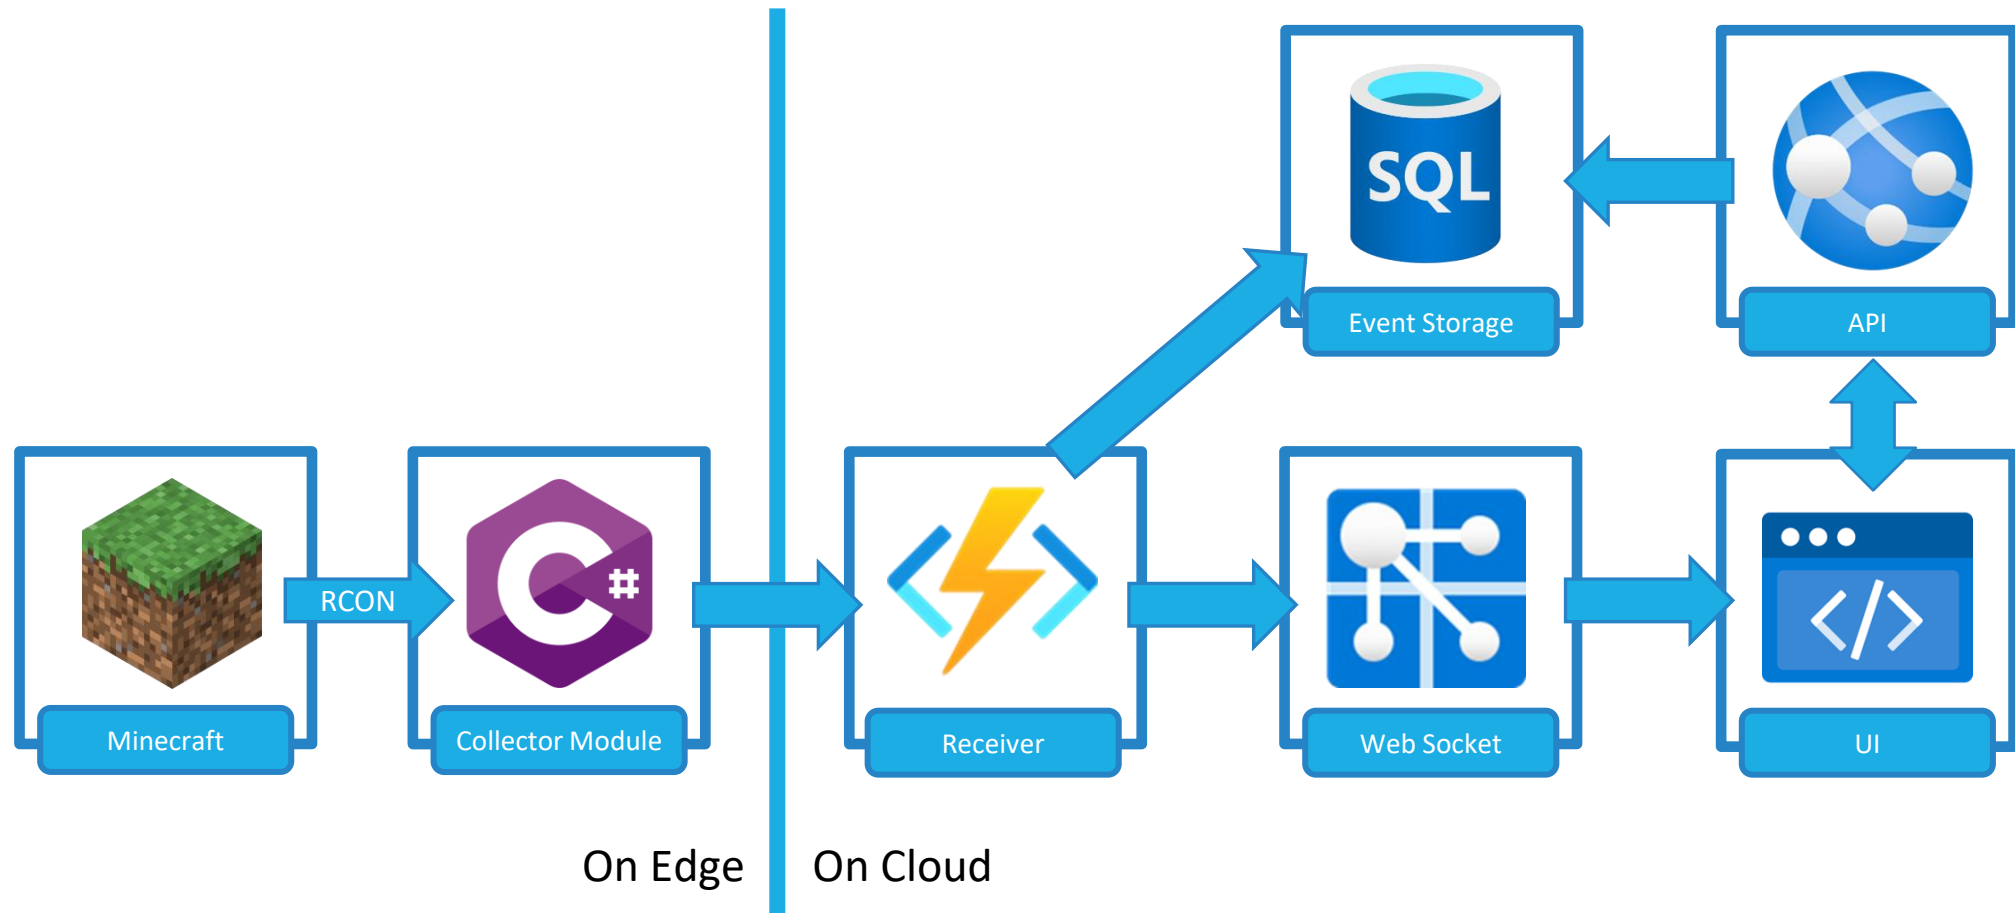 SQL
Event Storage
API
RCON
C#
</>
Minecraft
Collector Module
Receiver
Web Socket
UI
On Edge
On Cloud